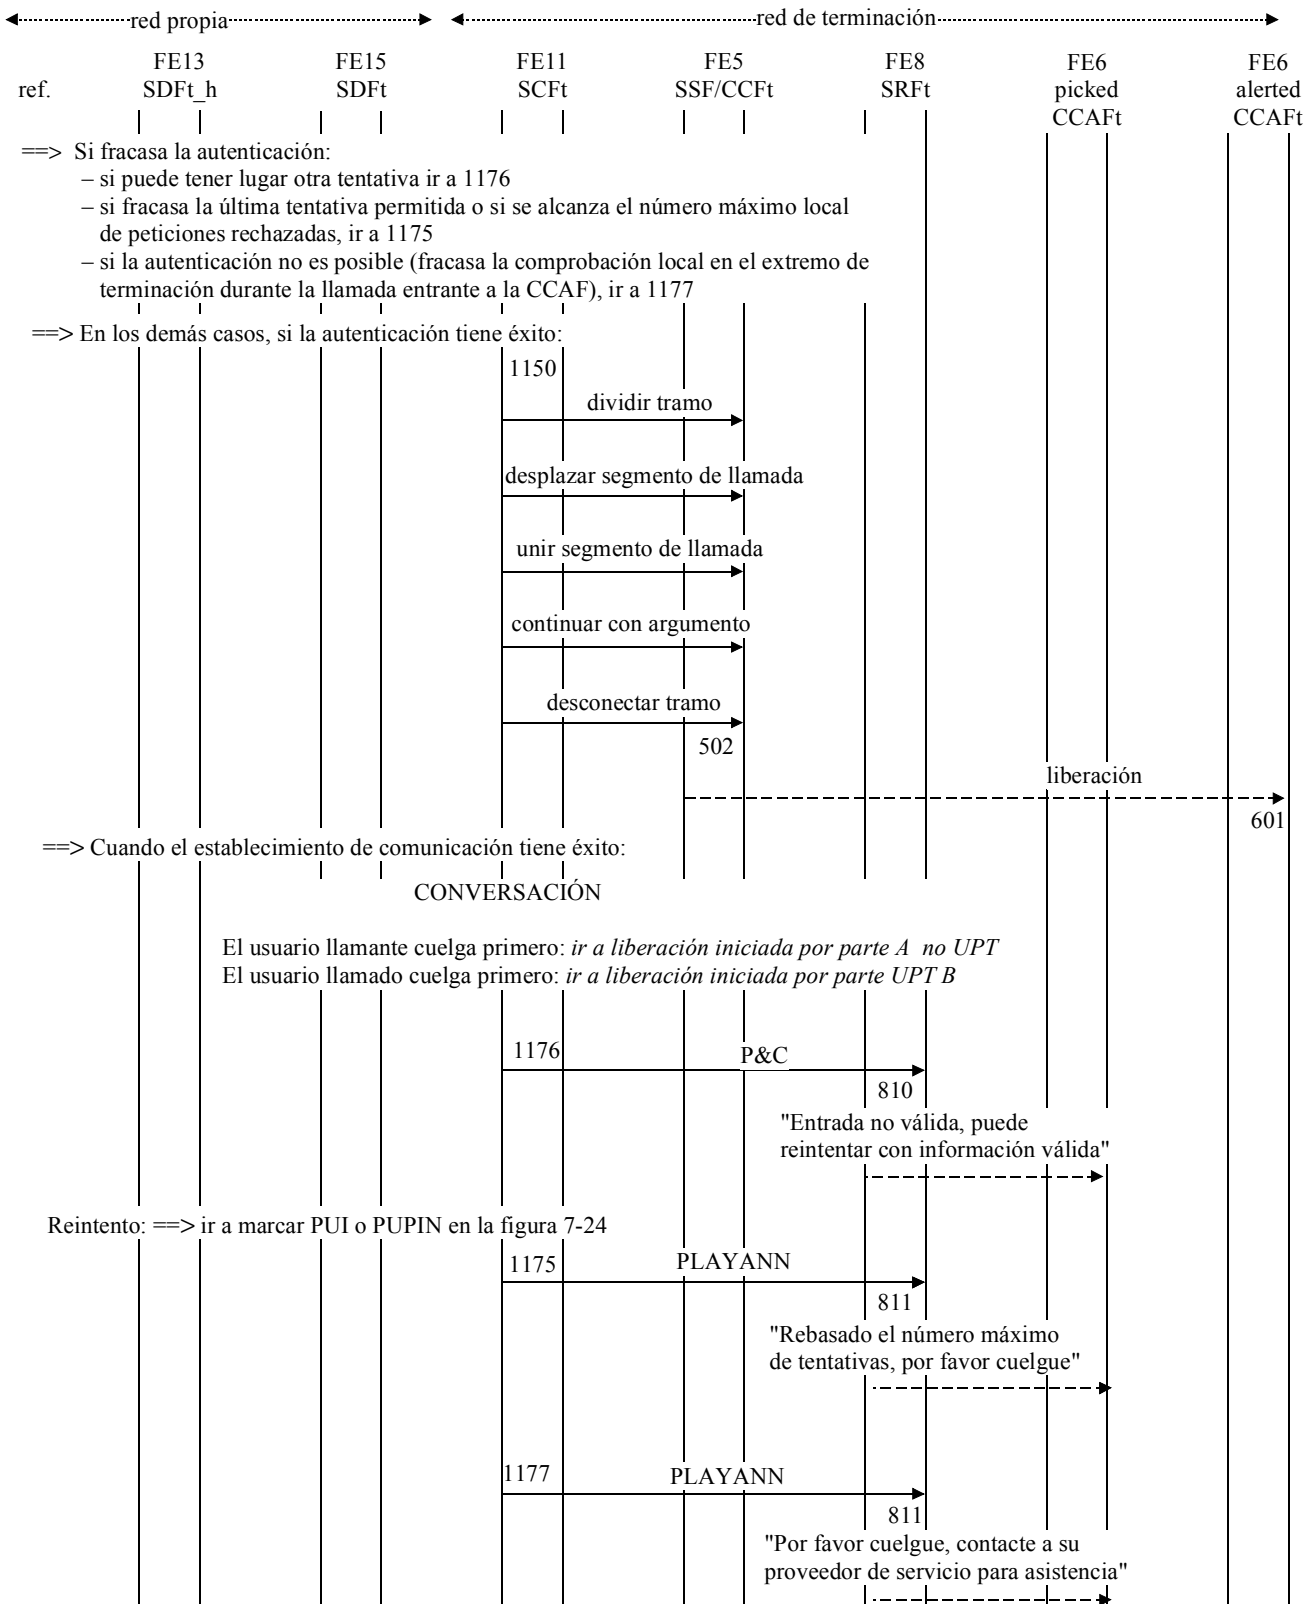 red propia red de terminación
FE13 FE15 FE11 FE5 FE8 FE6 FE6
ref. SDFt_h SDFt SCFt SSF/CCFt SRFt picked alerted
CCAFt CCAFt
==> Si fracasa la autenticación:
– si puede tener lugar otra tentativa ir a 1176
– si fracasa la última tentativa permitida o si se alcanza el número máximo local
de peticiones rechazadas, ir a 1175
– si la autenticación no es posible (fracasa la comprobación local en el extremo de
terminación durante la llamada entrante a la CCAF), ir a 1177
==> En los demás casos, si la autenticación tiene éxito:
1150
dividir tramo
desplazar segmento de llamada
unir segmento de llamada
continuar con argumento
desconectar tramo
502
liberación
601
==> Cuando el establecimiento de comunicación tiene éxito:
CONVERSACIÓN
El usuario llamante cuelga primero: ir a liberación iniciada por parte A no UPT
El usuario llamado cuelga primero: ir a liberación iniciada por parte UPT B
1176 P&C
810
"Entrada no válida, puede
reintentar con información válida"
Reintento: ==> ir a marcar PUI o PUPIN en la figura 7-24
1175 PLAYANN
811
"Rebasado el número máximo
de tentativas, por favor cuelgue"
1177 PLAYANN
811
"Por favor cuelgue, contacte a su
proveedor de servicio para asistencia"